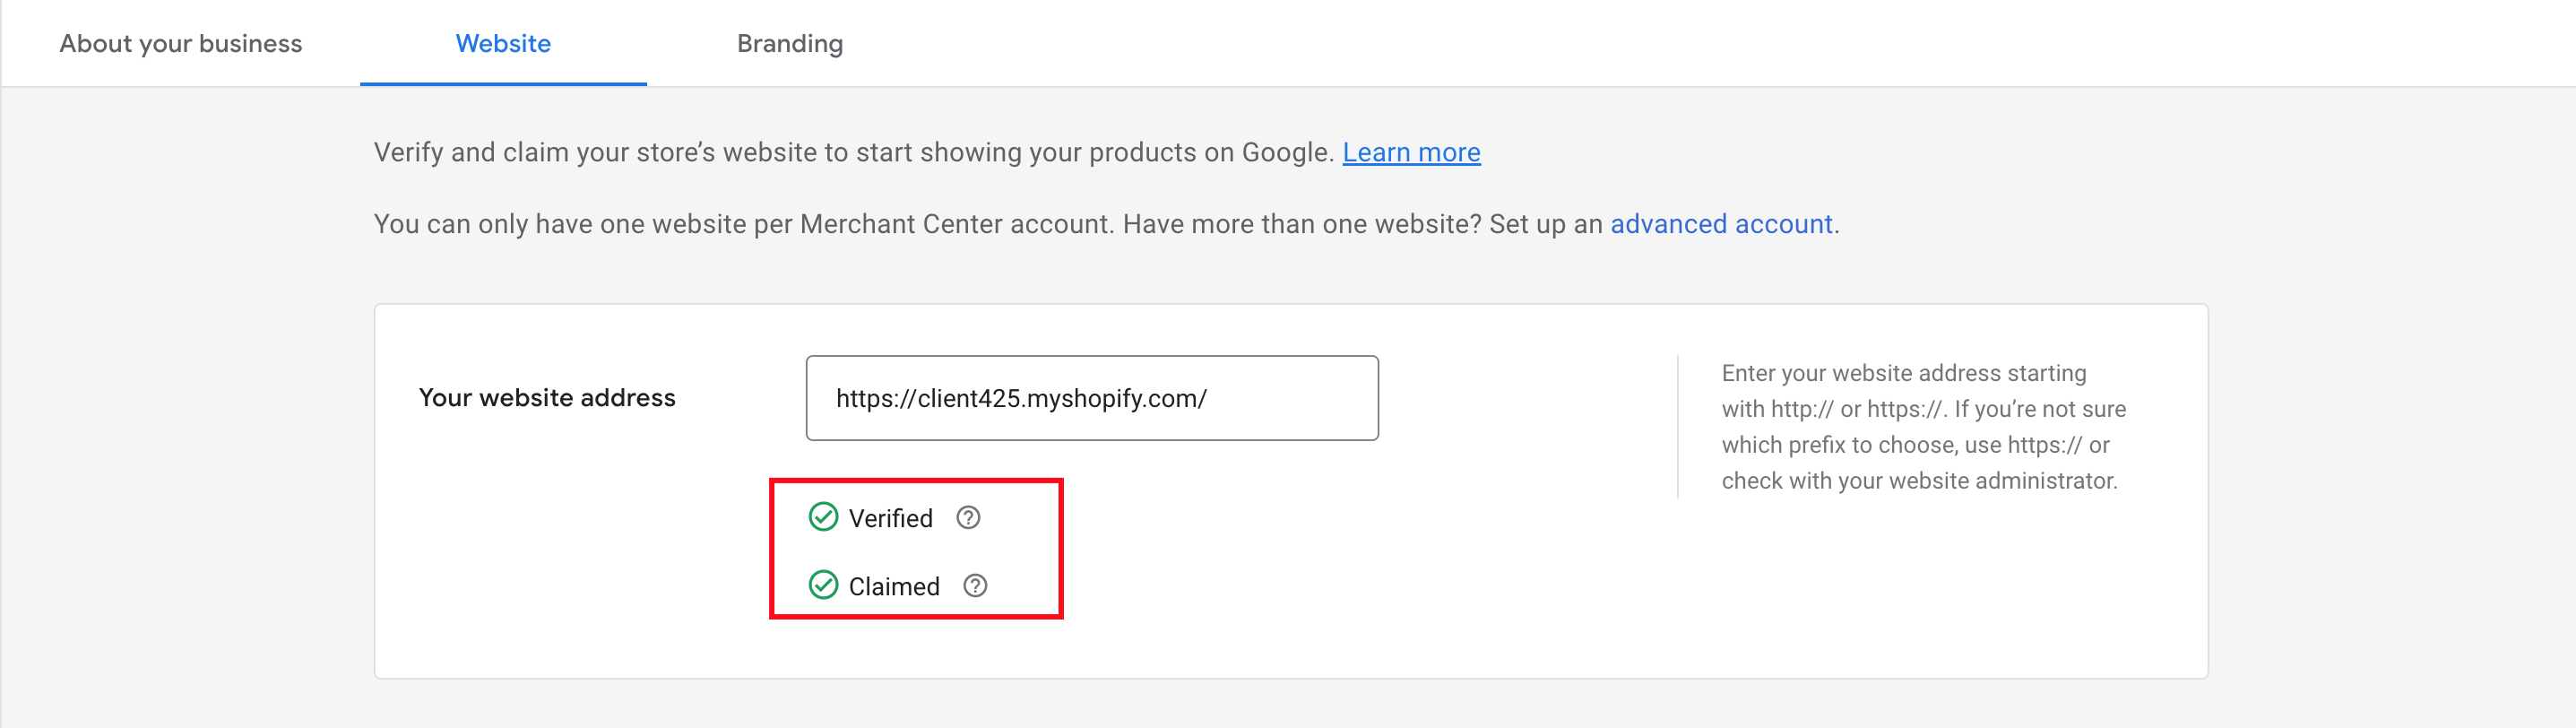 About your business Website Branding
Verify and claim your store’s website to start showing your products on Google. Learn more
You can only have one website per Merchant Center account. Have more than one website? Set up an advanced account.
Your website address
https://client425.myshopify.com/
Verified
Claimed
Enter your website address starting
with http:// or https://. If you’re not sure
which prefix to choose, use https:// or
check with your website administrator.